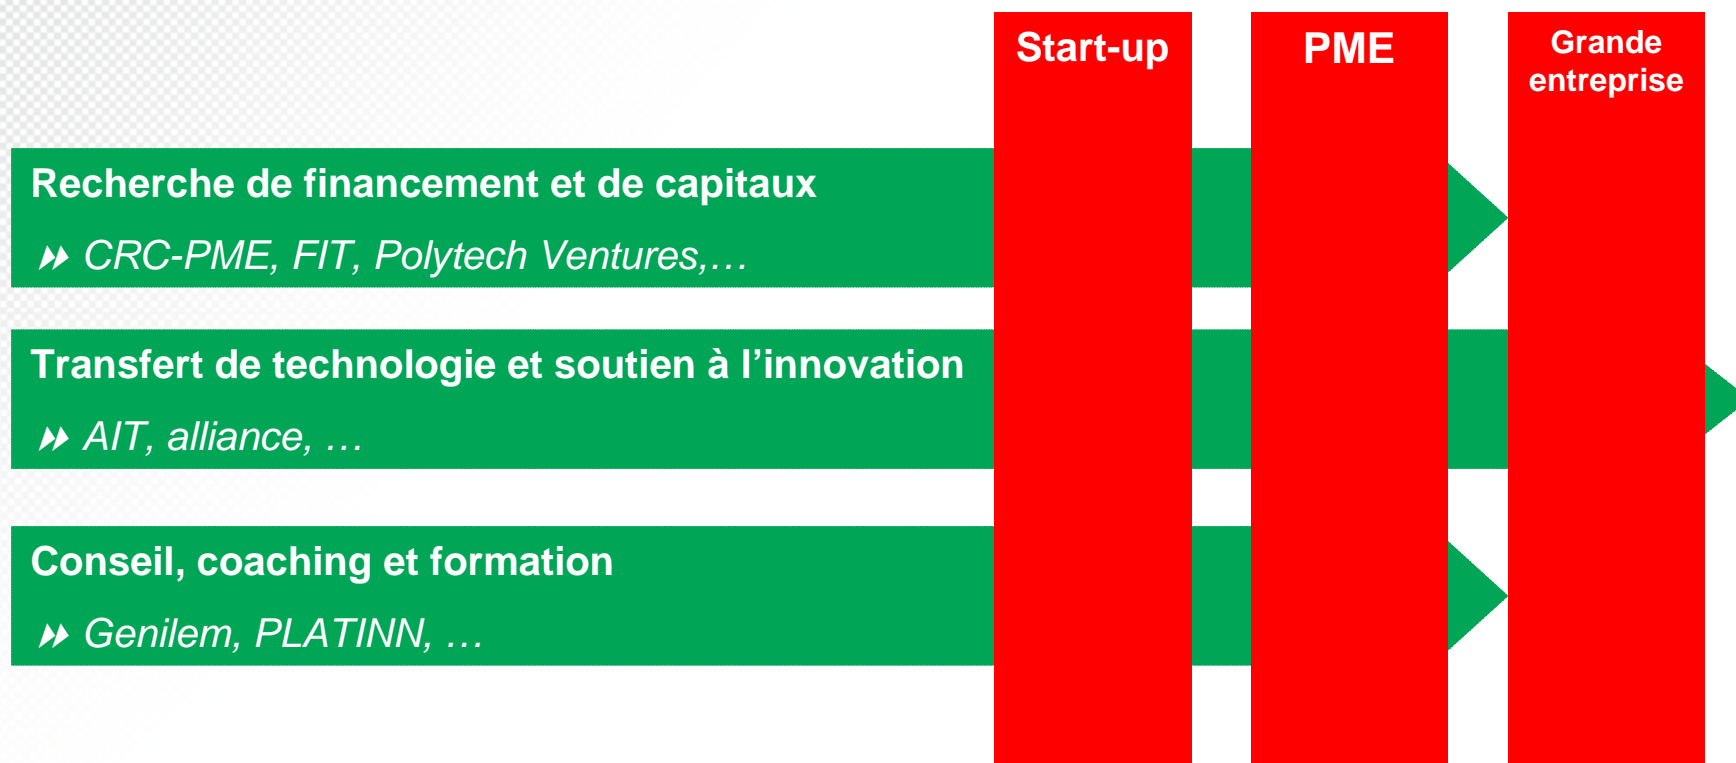 Start-up
PME
Grande
entreprise
Recherche de financement et de capitaux
CRC-PME, FIT, Polytech Ventures,…
Transfert de technologie et soutien à l’innovation
AIT, alliance, …
Conseil, coaching et formation
Genilem, PLATINN, …